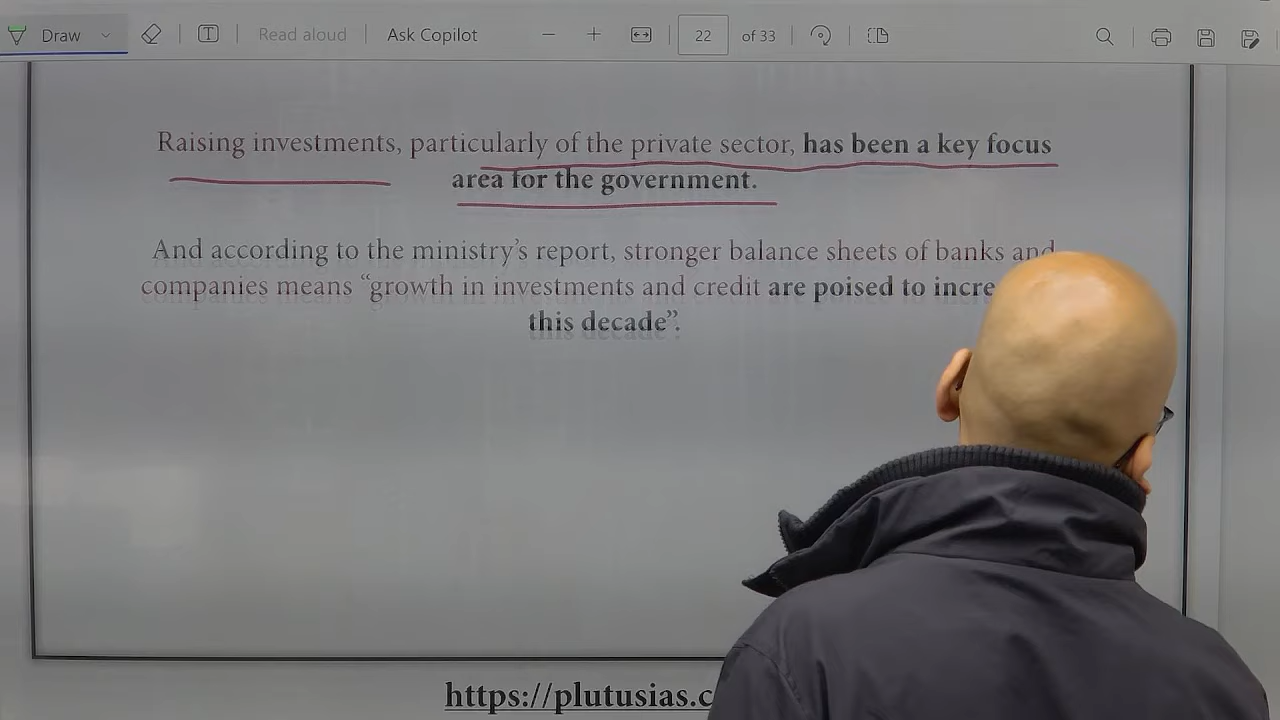 Draw
Read aloud
Ask Copilot
22
of 33
Raising investments, particularly of the private sector, has been a key focus
area for the government.
And according to the ministry’s report, stronger balance sheets of banks and
companies means “growth in investments and credit are poised to incre
this decade”.
https://plutusias.c